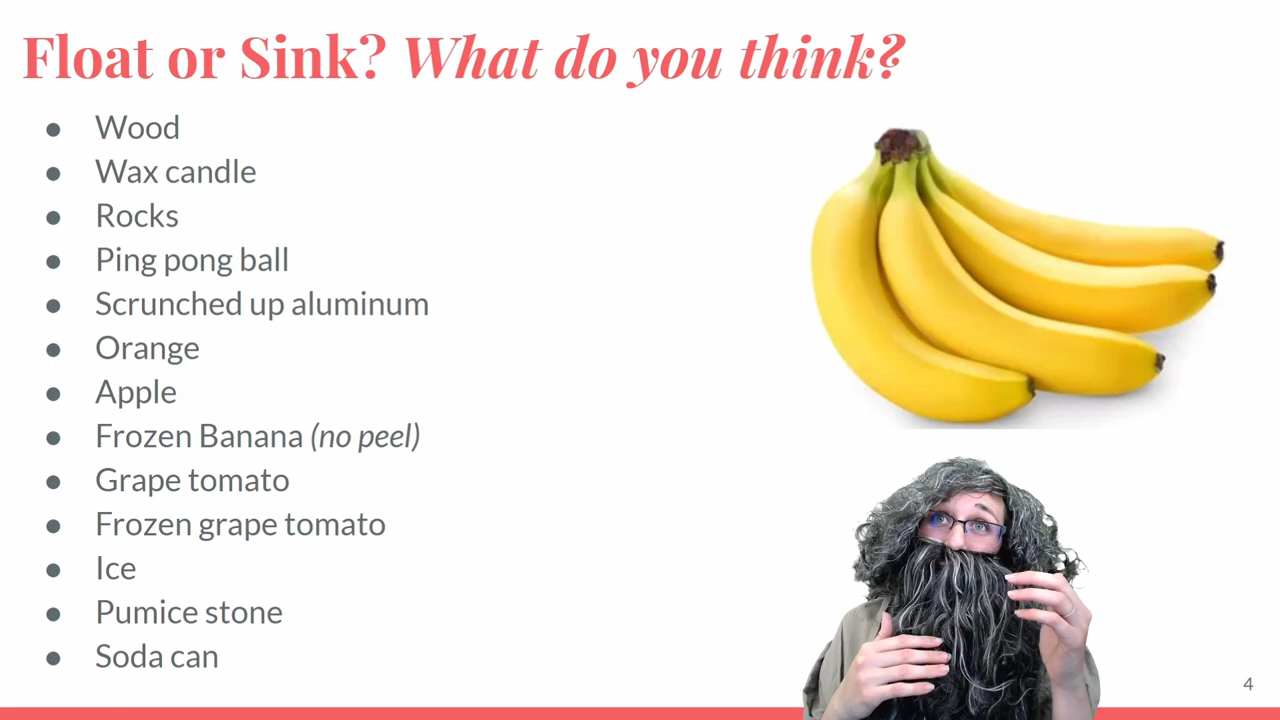 Float or Sink? What do you think?
● Wood
● Wax candle
● Rocks
● Ping pong ball
● Scrunched up aluminum
● Orange
● Apple
● Frozen Banana (no peel)
● Grape tomato
● Frozen grape tomato
● Ice
● Pumice stone
● Soda can
4